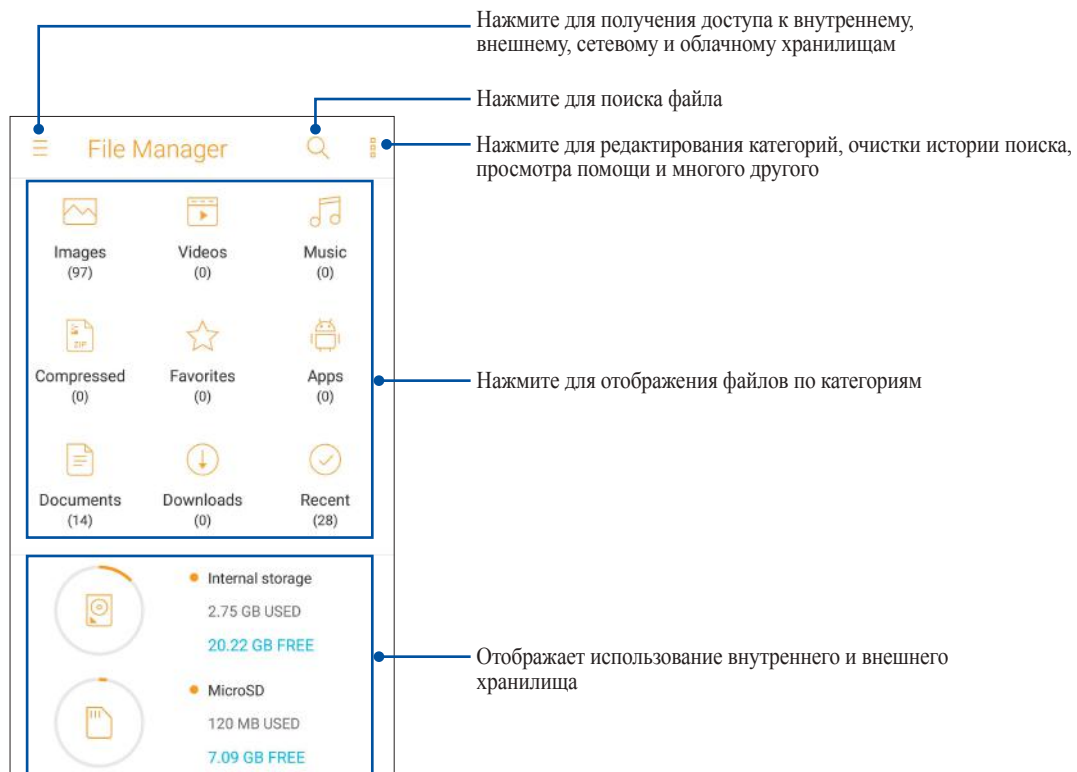 Нажмите для получения доступа к внутреннему,
внешнему, сетевому и облачному хранилищам
Нажмите для поиска файла
File Manager
Нажмите для редактирования категорий, очистки истории поиска,
просмотра помощи и многого другого
Images
(97)
Videos
(0)
Music
(0)
ZIP
Compressed
(0)
Favorites
(0)
Apps
(0)
Нажмите для отображения файлов по категориям
Documents
(14)
Downloads
(0)
Recent
(28)
Internal storage
2.75 GB USED
20.22 GB FREE
Отображает использование внутреннего и внешнего
хранилища
MicroSD
120 MB USED
7.09 GB FREE